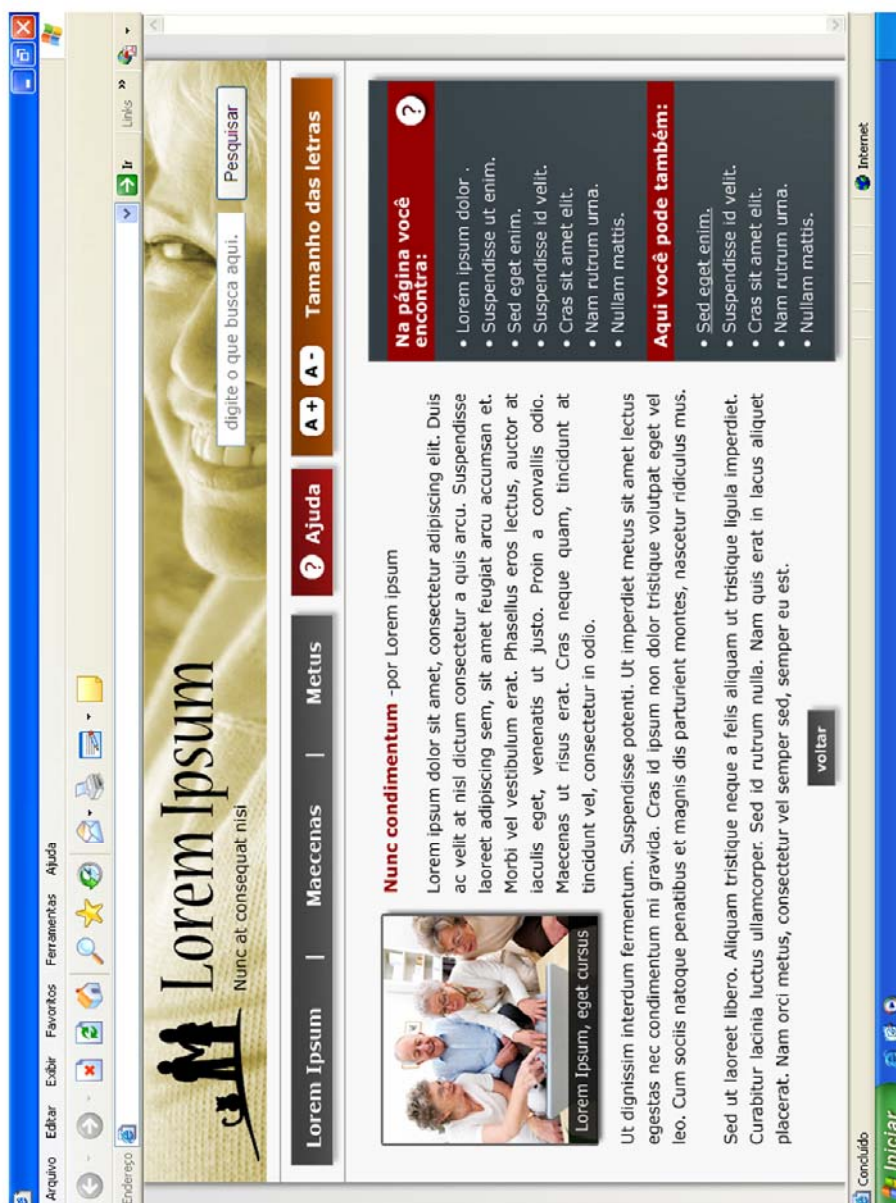 Arquivo Editar Exibir Favoritos Ferramentas Ajuda
Endereço Ir Links »
Lorem Ipsum
Nunc at consequat nisi
digite o que busca aqui. Pesquisar
Lorem Ipsum | Maecenas | Metus
? Ajuda
A + A - Tamanho das letras
Lorem Ipsum, eget cursus
Nunc condimentum -por Lorem ipsum
Lorem ipsum dolor sit amet, consectetur adipiscing elit. Duis
ac velit at nisl dictum consectetur a quis arcu. Suspendisse
laoreet adipiscing sem, sit amet feugiat arcu accumsan et.
Morbi vel vestibulum erat. Phasellus eros lectus, auctor at
iaculis eget, venenatis ut justo. Proin a convallis odio.
Maecenas ut risus erat. Cras neque quam, tincidunt at
tincidunt vel, consectetur in odio.
Ut dignissim interdum fermentum. Suspendisse potenti. Ut imperdiet metus sit amet lectus
egestas nec condimentum mi gravida. Cras id ipsum non dolor tristique volutpat eget vel
leo. Cum sociis natoque penatibus et magnis dis parturient montes, nascetur ridiculus mus.
Sed ut laoreet libero. Aliquam tristique neque a felis aliquam ut tristique ligula imperdiet.
Curabitur lacinia luctus ullamcorper. Sed id rutrum nulla. Nam quis erat in lacus aliquet
placerat. Nam orci metus, consectetur vel semper sed, semper eu est.
voltar
Na página você
encontra: ?
• Lorem ipsum dolor .
• Suspendisse ut enim.
• Sed eget enim.
• Suspendisse id velit.
• Cras sit amet elit.
• Nam rutrum urna.
• Nullam mattis.
Aqui você pode também:
• Sed eget enim.
• Suspendisse id velit.
• Cras sit amet elit.
• Nam rutrum urna.
• Nullam mattis.
Concluído Internet
Iniciar